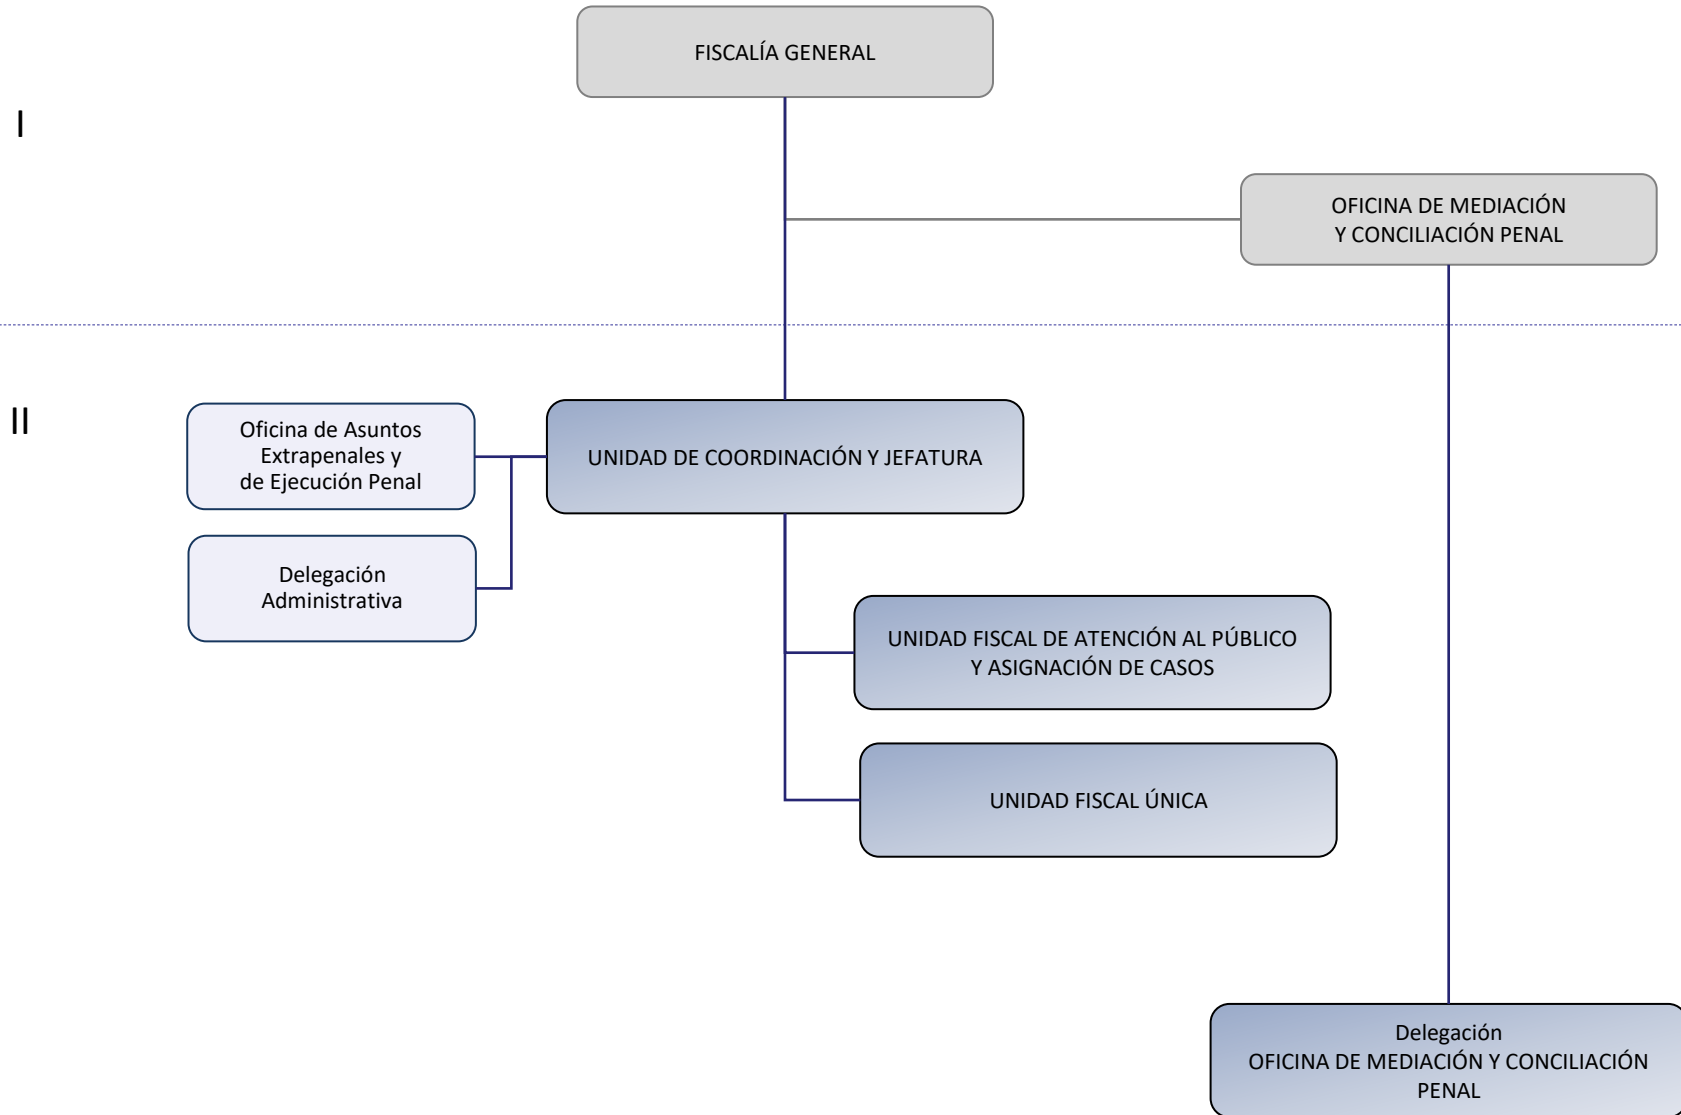 FISCALÍA GENERAL
I
OFICINA DE MEDIACIÓN
Y CONCILIACIÓN PENAL
II
Oficina de Asuntos
Extrapenales y
de Ejecución Penal
UNIDAD DE COORDINACIÓN Y JEFATURA
Delegación
Administrativa
UNIDAD FISCAL DE ATENCIÓN AL PÚBLICO
Y ASIGNACIÓN DE CASOS
UNIDAD FISCAL ÚNICA
Delegación
OFICINA DE MEDIACIÓN Y CONCILIACIÓN
PENAL